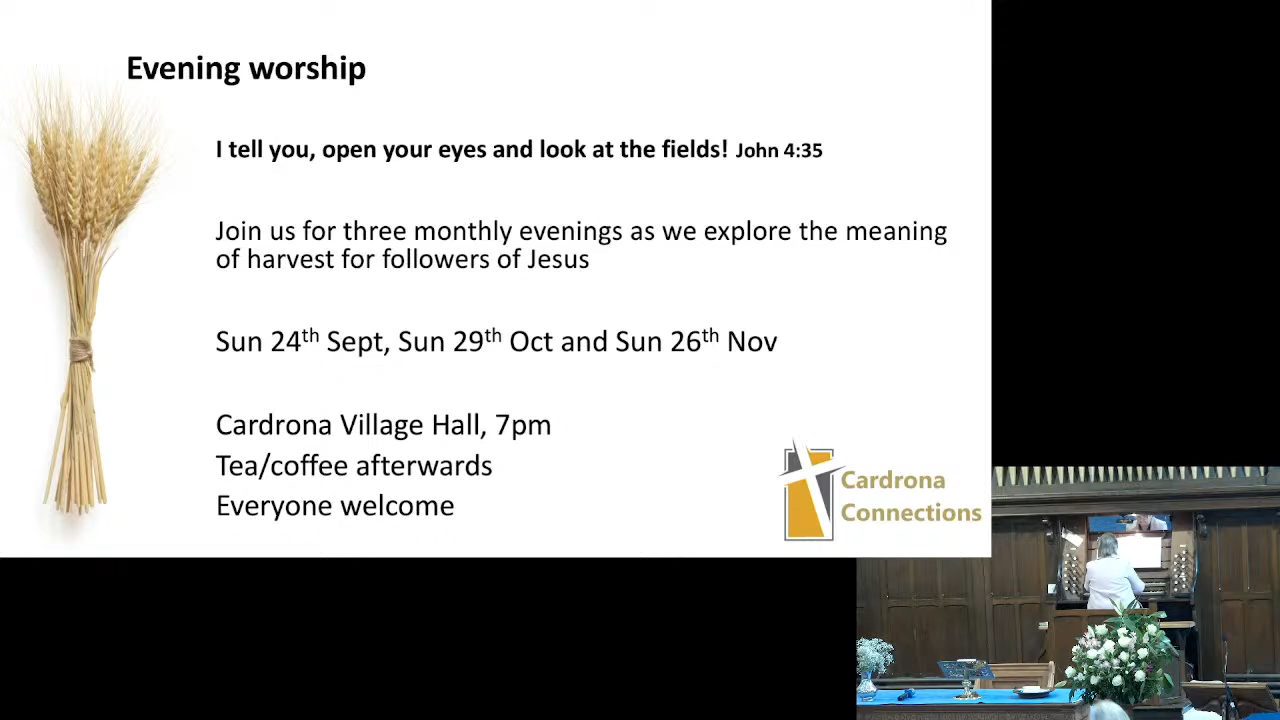 Evening worship
I tell you, open your eyes and look at the fields! John 4:35
Join us for three monthly evenings as we explore the meaning
of harvest for followers of Jesus
Sun 24th Sept, Sun 29th Oct and Sun 26th Nov
Cardrona Village Hall, 7pm
Tea/coffee afterwards
Everyone welcome
Cardrona
Connections